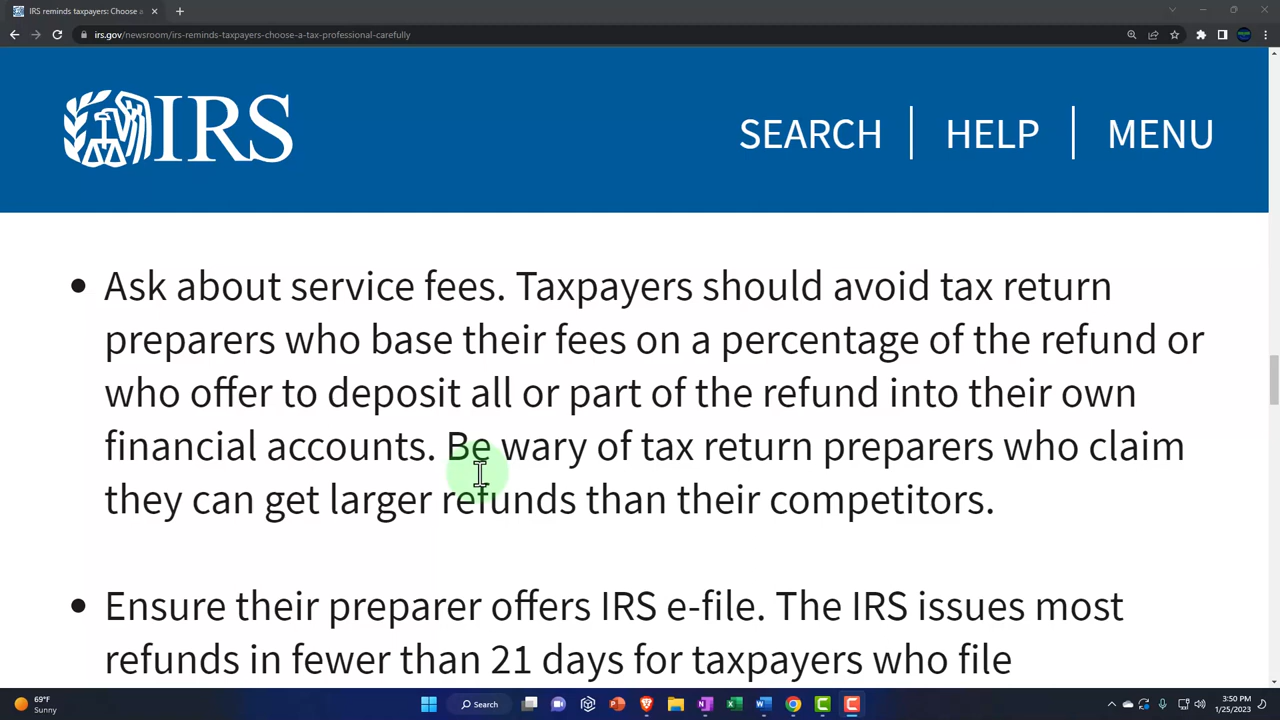 IRS reminds taxpayers: Choose a
irs.gov/newsroom/irs-reminds-taxpayers-choose-a-tax-professional-carefully
IRS
SEARCH
HELP
MENU
• Ask about service fees. Taxpayers should avoid tax return
preparers who base their fees on a percentage of the refund or
who offer to deposit all or part of the refund into their own
financial accounts. Be wary of tax return preparers who claim
they can get larger refunds than their competitors.
• Ensure their preparer offers IRS e-file. The IRS issues most
refunds in fewer than 21 days for taxpayers who file
69°F
Sunny
Search
3:50 PM
1/25/2023